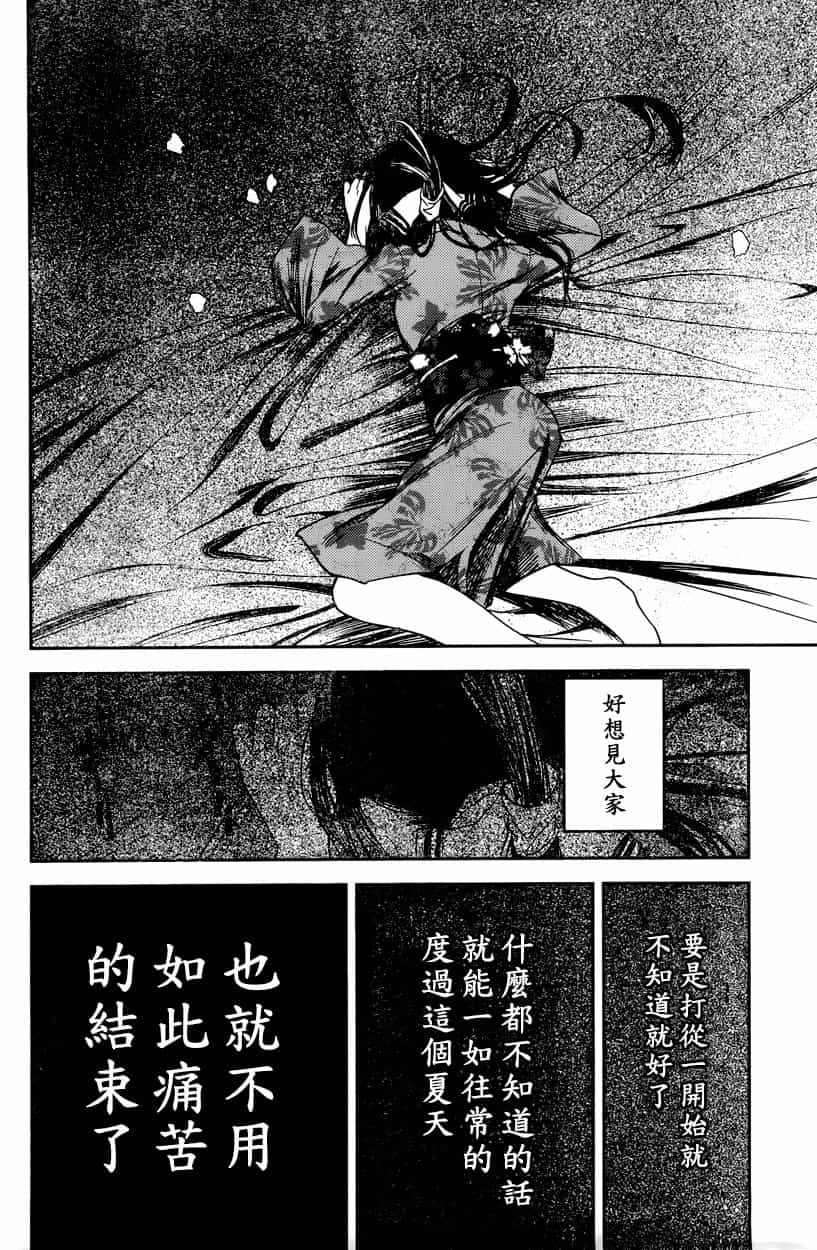 好想見大家
要是打從一開始就
不知道就好了
什麼都不知道的話
就能一如往常的
度過這個夏天
也就不用
如此痛苦
的結束了